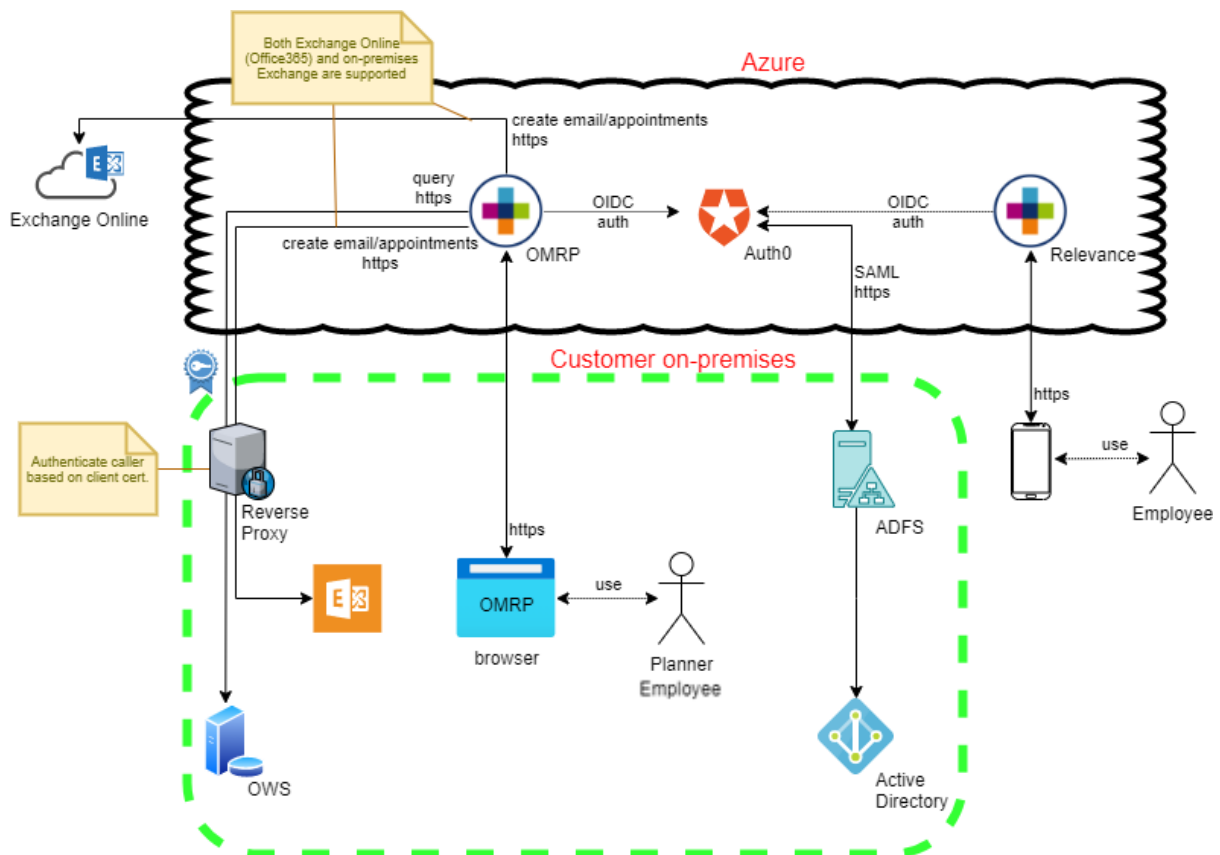 Both Exchange Online
(Office365) and on-premises
Exchange are supported
Azure
create email/appointments
https
Exchange Online
query
https
create email/appointments
https
OMRP
OIDC
auth
Auth0
OIDC
auth
Relevance
SAML
https
Customer on-premises
Authenticate caller
based on client cert.
Reverse
Proxy
https
OMRP
browser
use
Planner
Employee
ADFS
https
use
Employee
E
E
OWS
Active
Directory